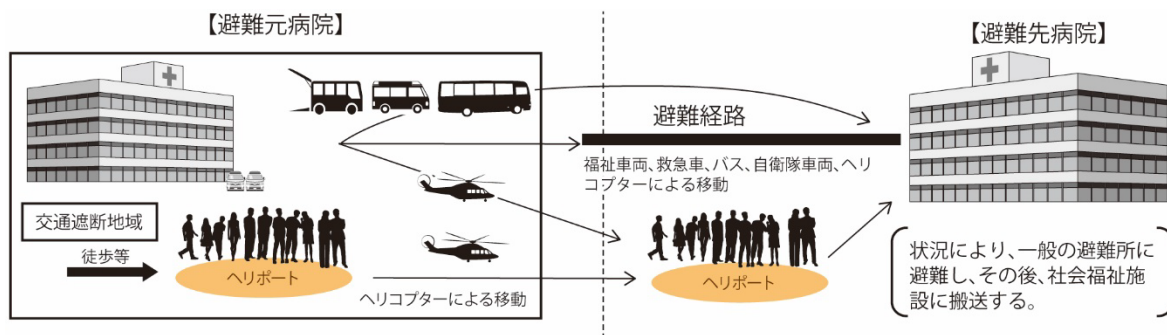 【避難元病院】
【避難先病院】
避難経路
福祉車両、救急車、バス、自衛隊車両、ヘリ
コプターによる移動
交通遮断地域
徒歩等
ヘリポート
ヘリコプターによる移動
ヘリポート
状況により、一般の避難所に
避難し、その後、社会福祉施
設に搬送する。